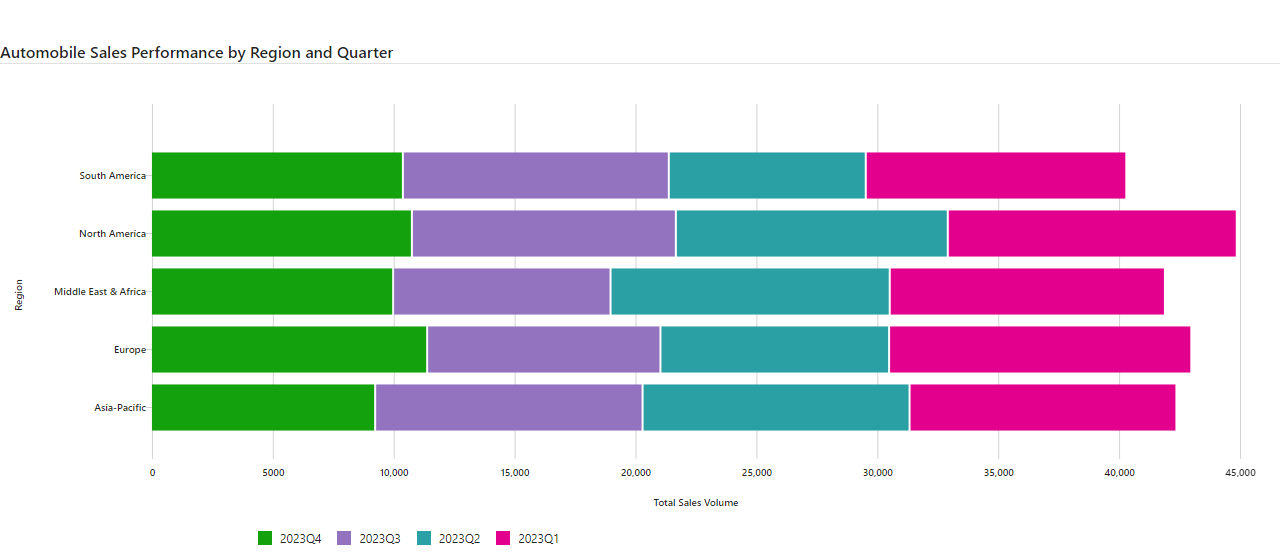 Automobile Sales Performance by Region and Quarter
South America
North America
Middle East & Africa
Europe
Asia-Pacific
Region
0 5000 10,000 15,000 20,000 25,000 30,000 35,000 40,000 45,000
Total Sales Volume
2023Q4 2023Q3 2023Q2 2023Q1